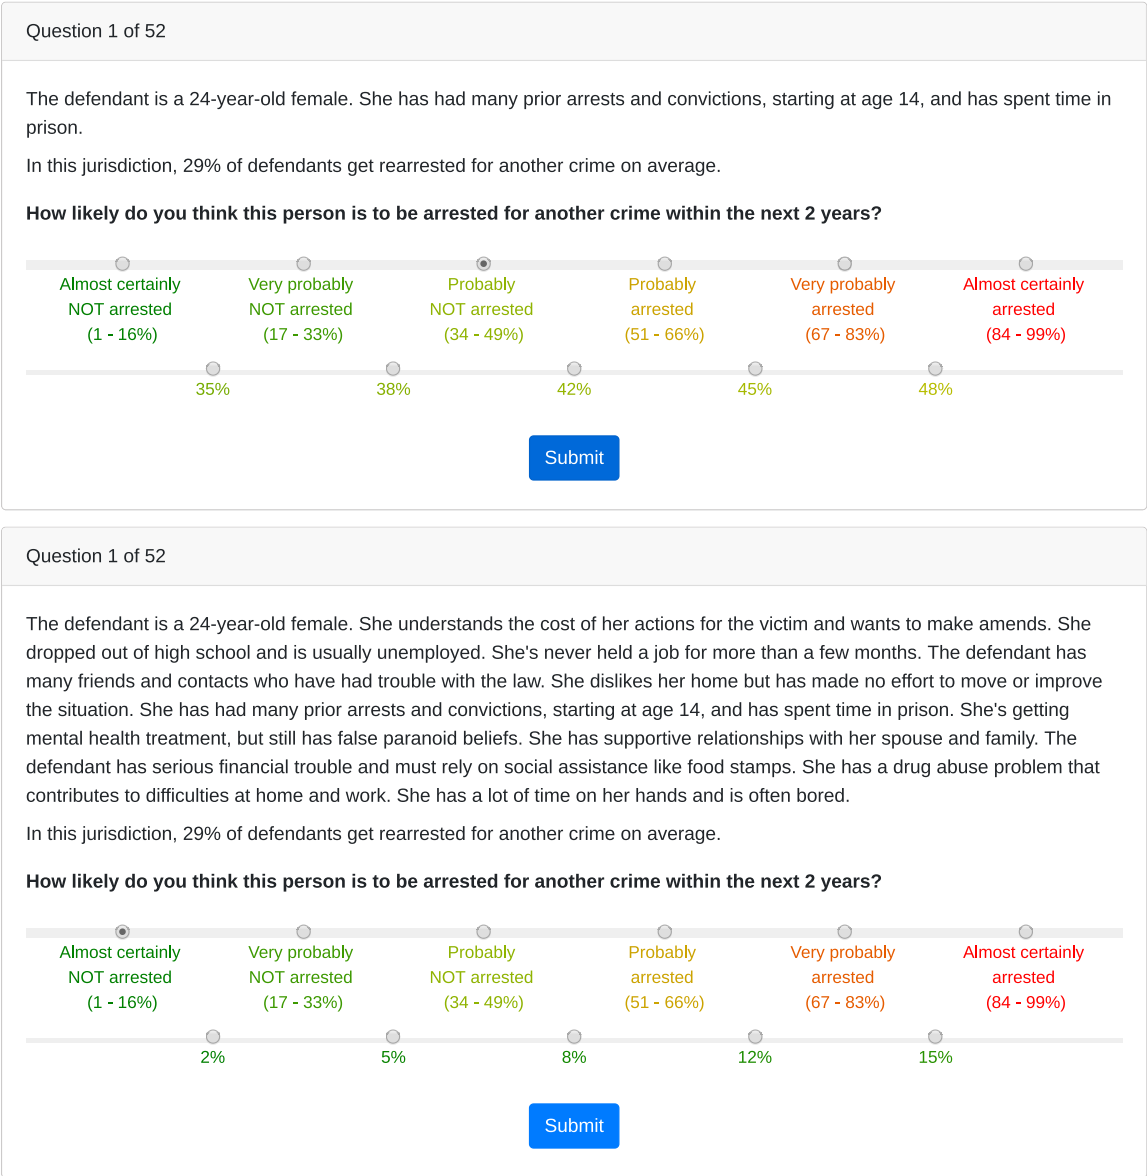 Question 1 of 52
The defendant is a 24-year-old female. She has had many prior arrests and convictions, starting at age 14, and has spent time in
prison.
In this jurisdiction, 29% of defendants get rearrested for another crime on average.
How likely do you think this person is to be arrested for another crime within the next 2 years?
Almost certainly Very probably Probably Probably Very probably Almost certainly
NOT arrested NOT arrested NOT arrested arrested arrested arrested
(1 - 16%) (17 - 33%) (34 - 49%) (51 - 66%) (67 - 83%) (84 - 99%)
35% 38% 42% 45% 48%
Submit
Question 1 of 52
The defendant is a 24-year-old female. She understands the cost of her actions for the victim and wants to make amends. She
dropped out of high school and is usually unemployed. She's never held a job for more than a few months. The defendant has
many friends and contacts who have had trouble with the law. She dislikes her home but has made no effort to move or improve
the situation. She has had many prior arrests and convictions, starting at age 14, and has spent time in prison. She's getting
mental health treatment, but still has false paranoid beliefs. She has supportive relationships with her spouse and family. The
defendant has serious financial trouble and must rely on social assistance like food stamps. She has a drug abuse problem that
contributes to difficulties at home and work. She has a lot of time on her hands and is often bored.
In this jurisdiction, 29% of defendants get rearrested for another crime on average.
How likely do you think this person is to be arrested for another crime within the next 2 years?
Almost certainly Very probably Probably Probably Very probably Almost certainly
NOT arrested NOT arrested NOT arrested arrested arrested arrested
(1 - 16%) (17 - 33%) (34 - 49%) (51 - 66%) (67 - 83%) (84 - 99%)
2% 5% 8% 12% 15%
Submit